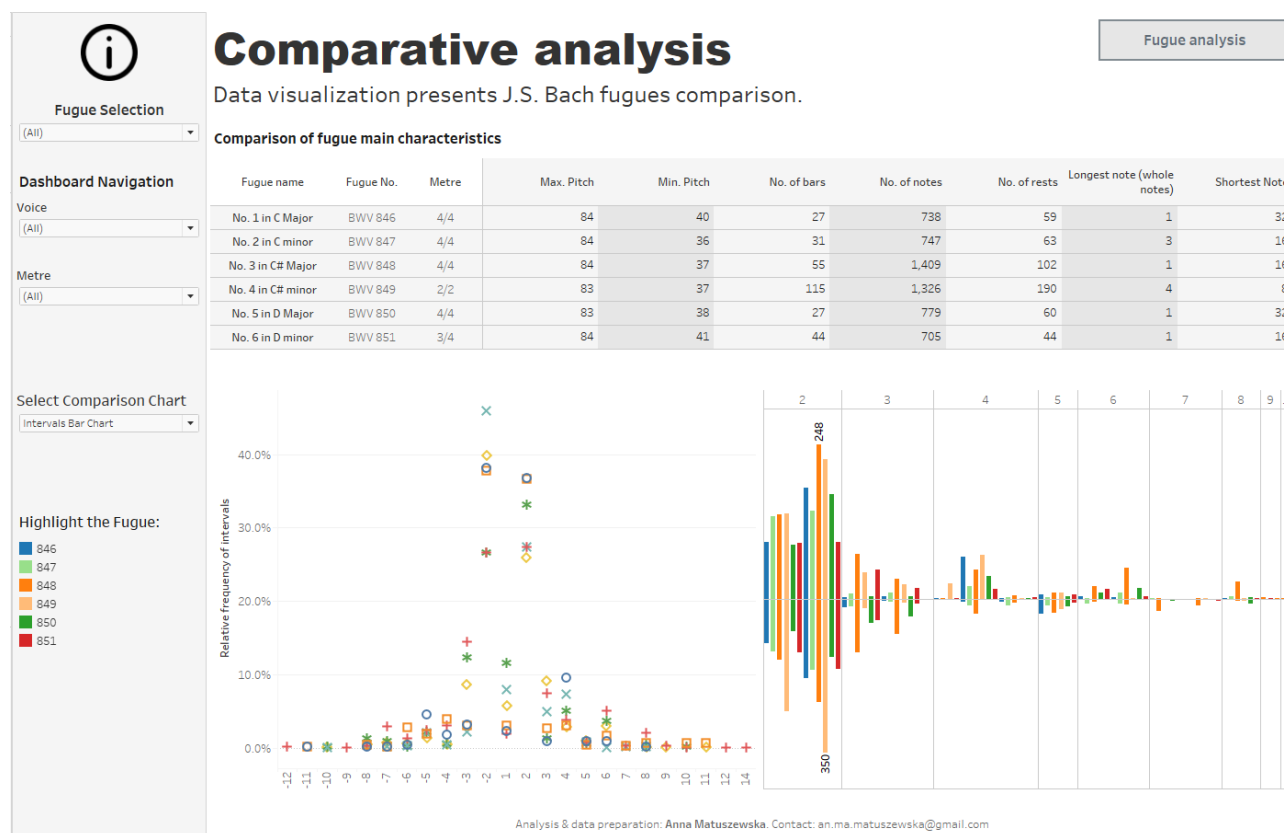 Comparative analysis
Fugue analysis
Data visualization presents J.S. Bach fugues comparison.
Fugue Selection
(All)
Dashboard Navigation
Voice
(All)
Metre
(All)
Select Comparison Chart
Intervals Bar Chart
Highlight the Fugue:
846
847
848
849
850
851
Comparison of fugue main characteristics
Fugue name Fugue No. Metre Max. Pitch Min. Pitch No. of bars No. of notes No. of rests Longest note (whole notes) Shortest Note
No. 1 in C Major BWV 846 4/4 84 40 27 738 59 1 32
No. 2 in C minor BWV 847 4/4 84 36 31 747 63 3 16
No. 3 in C# Major BWV 848 4/4 84 37 55 1,409 102 1 16
No. 4 in C# minor BWV 849 2/2 83 37 115 1,326 190 4 8
No. 5 in D Major BWV 850 4/4 83 38 27 779 60 1 32
No. 6 in D minor BWV 851 3/4 84 41 44 705 44 1 16
Relative frequency of intervals
40.0%
30.0%
20.0%
10.0%
0.0%
-12 -11 -10 -9 -8 -7 -6 -5 -4 -3 -2 1 2 3 4 5 6 7 8 9 10 11 12 14
2 3 4 5 6 7 8 9
248
350
Analysis & data preparation: Anna Matuszewska. Contact: an.ma.matuszewska@gmail.com